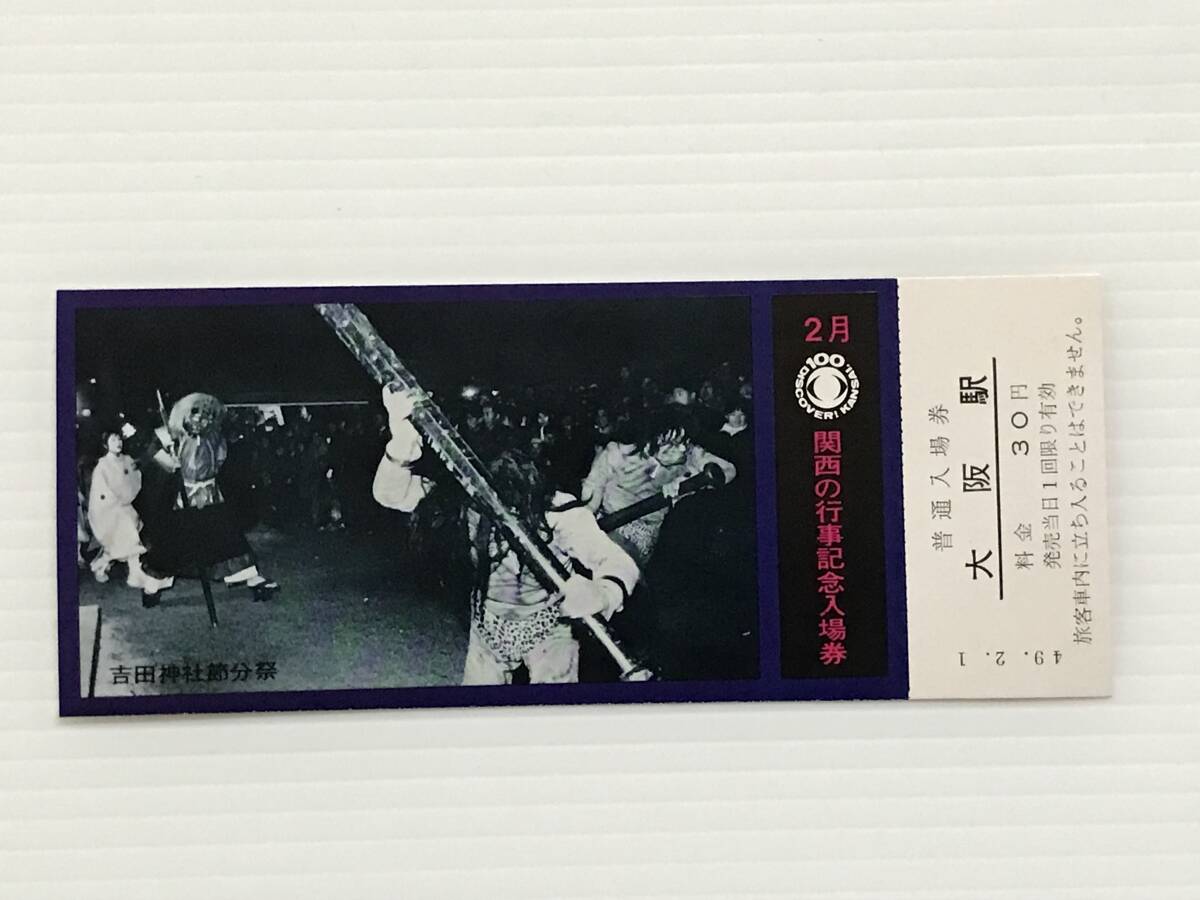 2月
DISCOVER! KANSAI. 100
関西の行事記念入場券
吉田神社節分祭
普通入場券
大阪駅
料金 30円
発売当日1回限り有効
旅客車内に立ち入ることはできません。
49. 2. 1